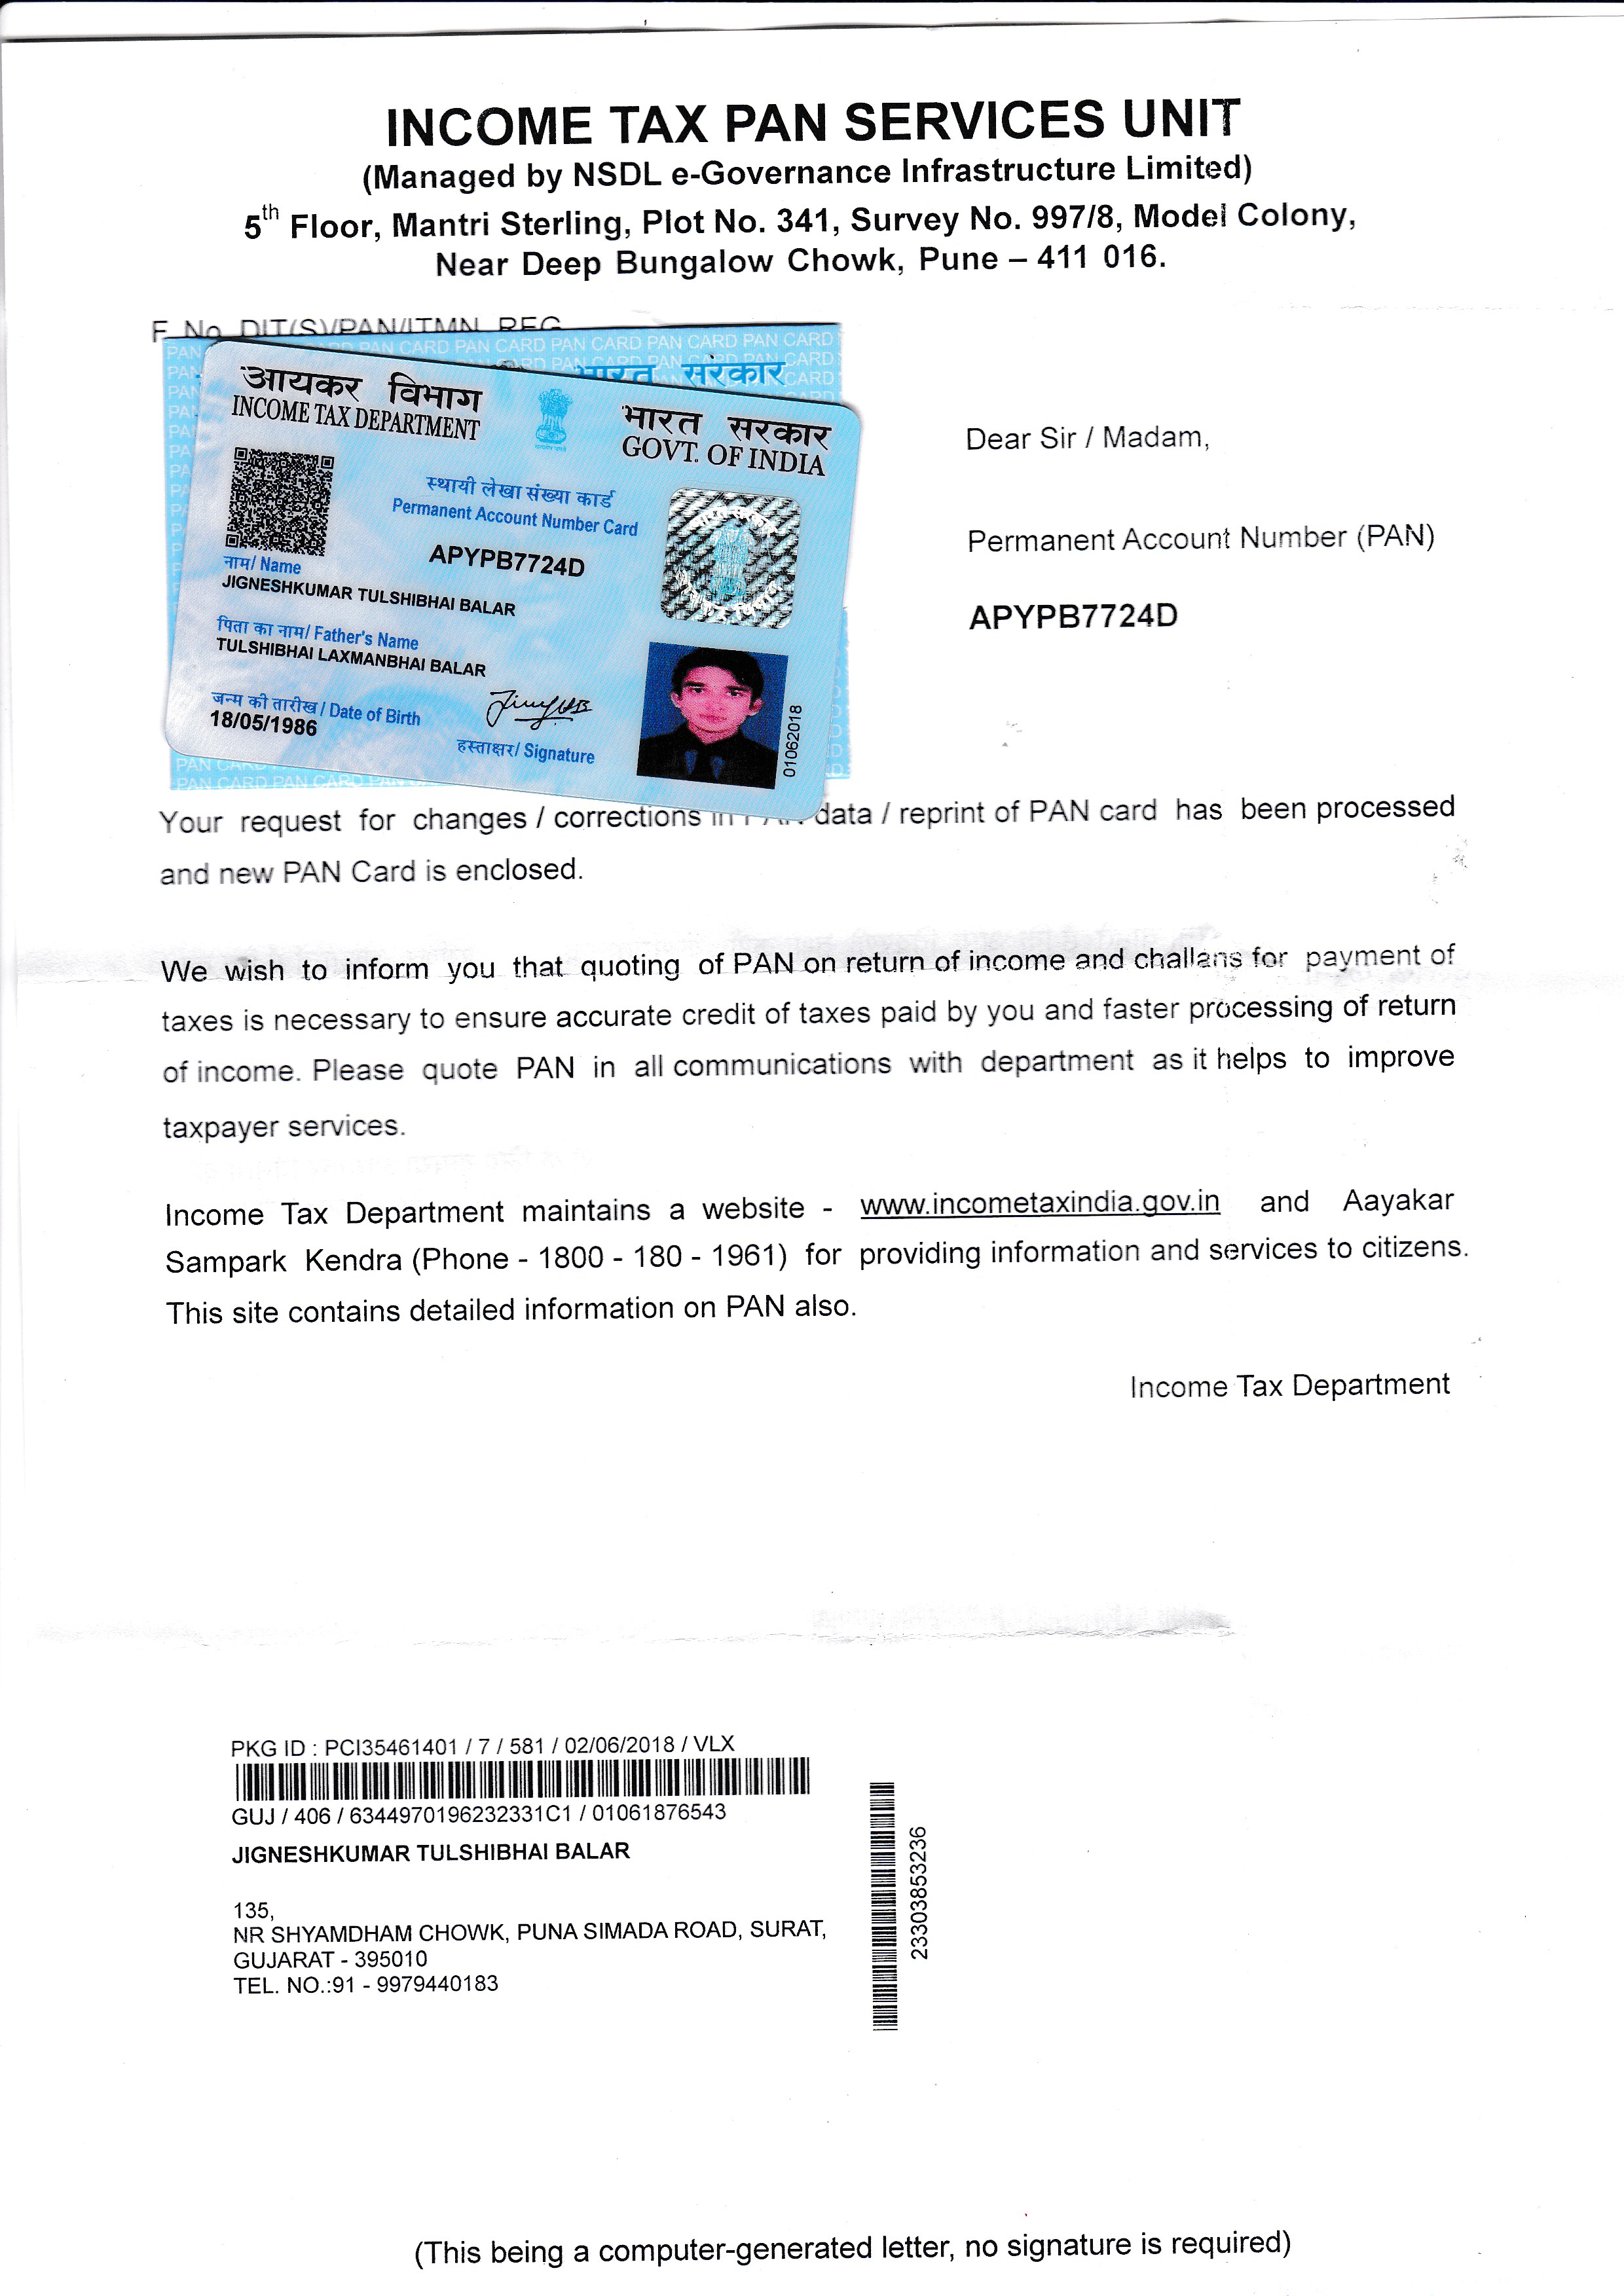 INCOME TAX PAN SERVICES UNIT
(Managed by NSDL e-Governance Infrastructure Limited)
5th Floor, Mantri Sterling, Plot No. 341, Survey No. 997/8, Model Colony,
Near Deep Bungalow Chowk, Pune – 411 016.
F. No. DIT(S)/PAN/ITMN. REG
PAN CARD PAN CARD PAN CARD PAN CARD PAN CARD
भारत सरकार
आयकर विभाग
INCOME TAX DEPARTMENT
भारत सरकार
GOVT. OF INDIA
स्थायी लेखा संख्या कार्ड
Permanent Account Number Card
APYPB7724D
नाम/ Name
JIGNESHKUMAR TULSHIBHAI BALAR
पिता का नाम/ Father's Name
TULSHIBHAI LAXMANBHAI BALAR
जन्म की तारीख / Date of Birth
18/05/1986
हस्ताक्षर/ Signature
01062018
PAN CARD PAN CARD
Dear Sir / Madam,
Permanent Account Number (PAN)
APYPB7724D
Your request for changes / corrections in PAN data / reprint of PAN card has been processed
and new PAN Card is enclosed.
We wish to inform you that quoting of PAN on return of income and challans for payment of
taxes is necessary to ensure accurate credit of taxes paid by you and faster processing of return
of income. Please quote PAN in all communications with department as it helps to improve
taxpayer services.
Income Tax Department maintains a website - www.incometaxindia.gov.in and Aayakar
Sampark Kendra (Phone - 1800 - 180 - 1961) for providing information and services to citizens.
This site contains detailed information on PAN also.
Income Tax Department
PKG ID : PCI35461401 / 7 / 581 / 02/06/2018 / VLX
GUJ / 406 / 6344970196232331C1 / 01061876543
JIGNESHKUMAR TULSHIBHAI BALAR
135,
NR SHYAMDHAM CHOWK, PUNA SIMADA ROAD, SURAT,
GUJARAT - 395010
TEL. NO.:91 - 9979440183
23303853236
(This being a computer-generated letter, no signature is required)